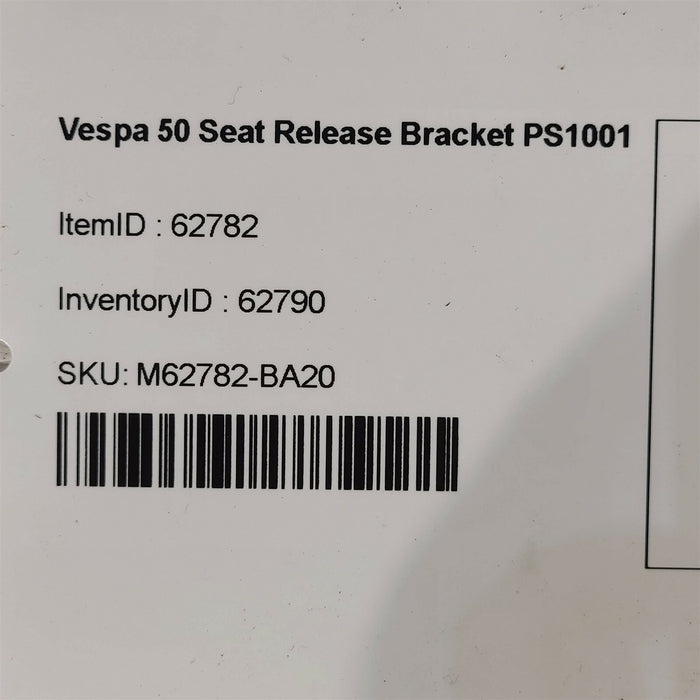 Vespa 50 Seat Release Bracket PS1001
ItemID : 62782
InventoryID : 62790
SKU: M62782-BA20